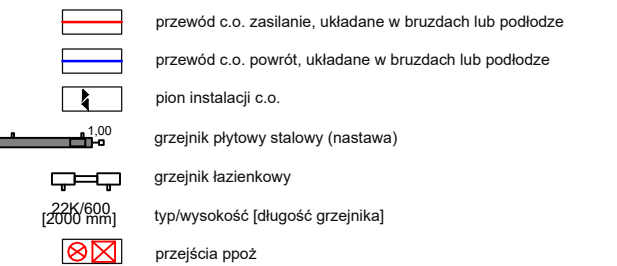 przewód c.o. zasilanie, układane w bruzdach lub podłodze
przewód c.o. powrót, układane w bruzdach lub podłodze
pion instalacji c.o.
1,00 grzejnik płytowy stalowy (nastawa)
grzejnik łazienkowy
22K/600
[2000 mm] typ/wysokość [długość grzejnika]
przejścia ppoż